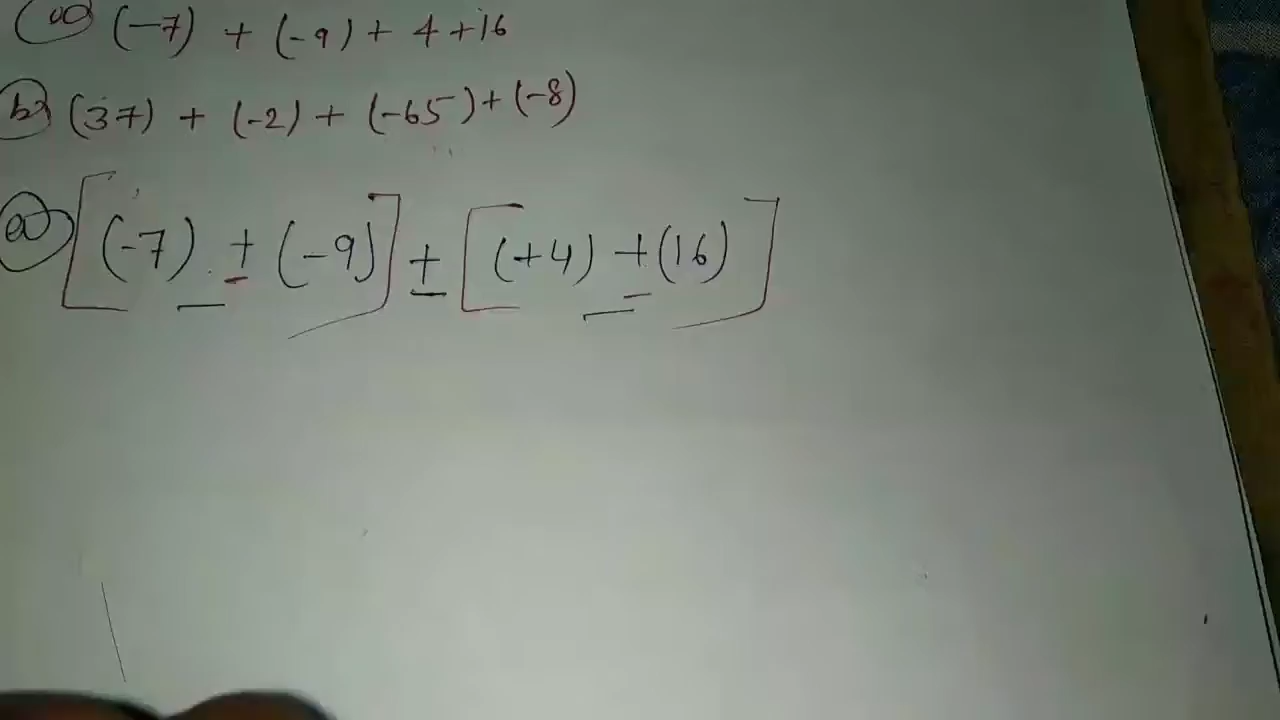 (a) (-7) + (-9) + 4 + 16
b) (37) + (-2) + (-65) + (-8)
a) [(-7) + (-9)] + [(+4) + (16)]